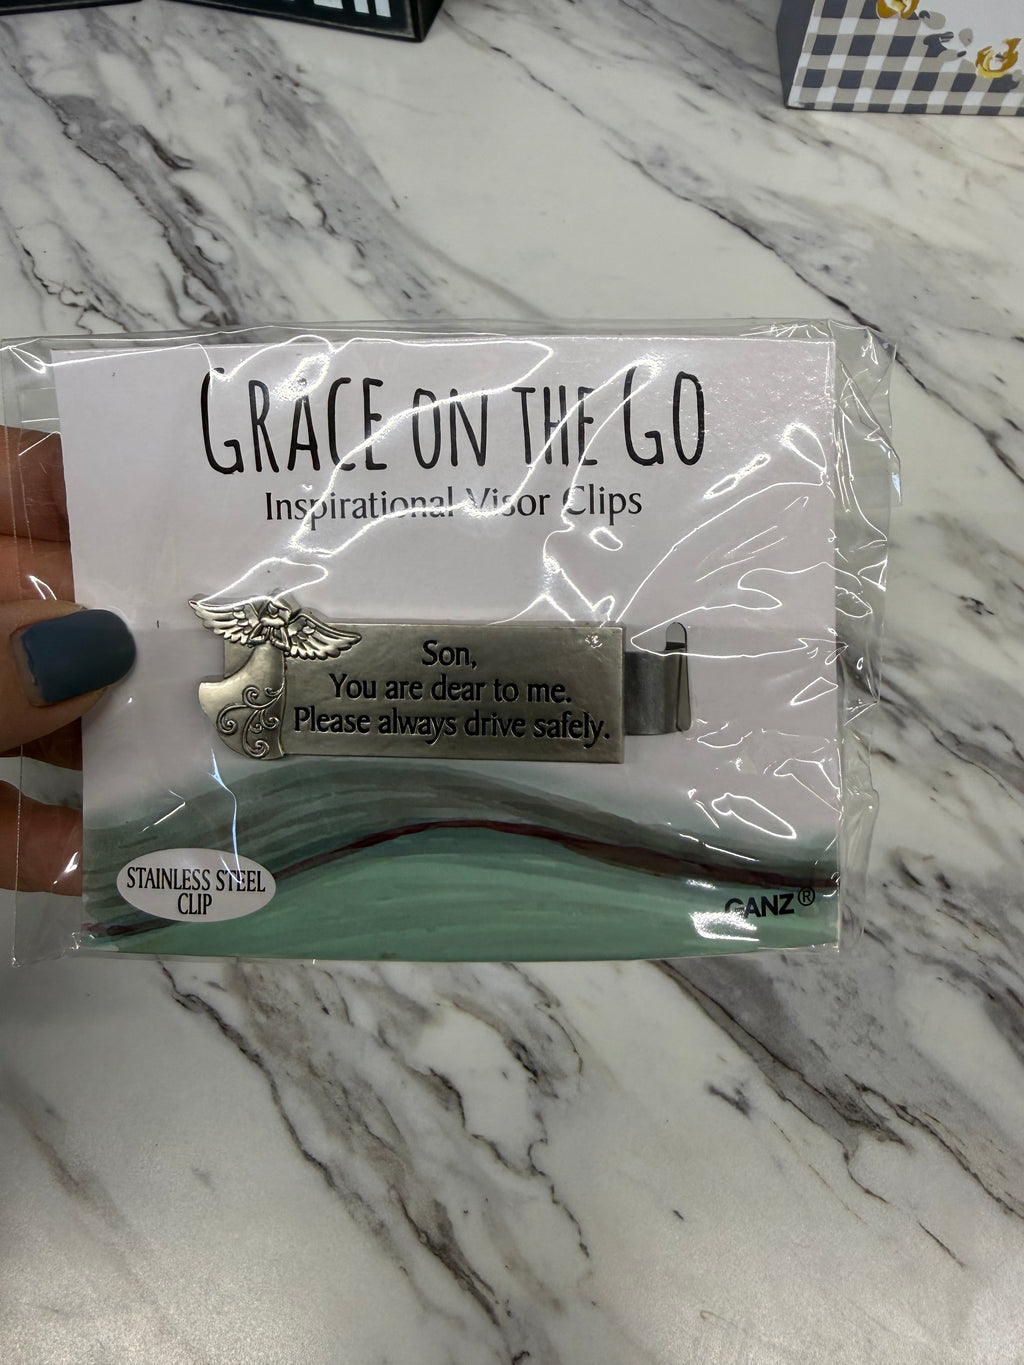 GRACE ON THE GO
Inspirational Visor Clips
Son,
You are dear to me.
Please always drive safely.
STAINLESS STEEL
CLIP
GANZ®